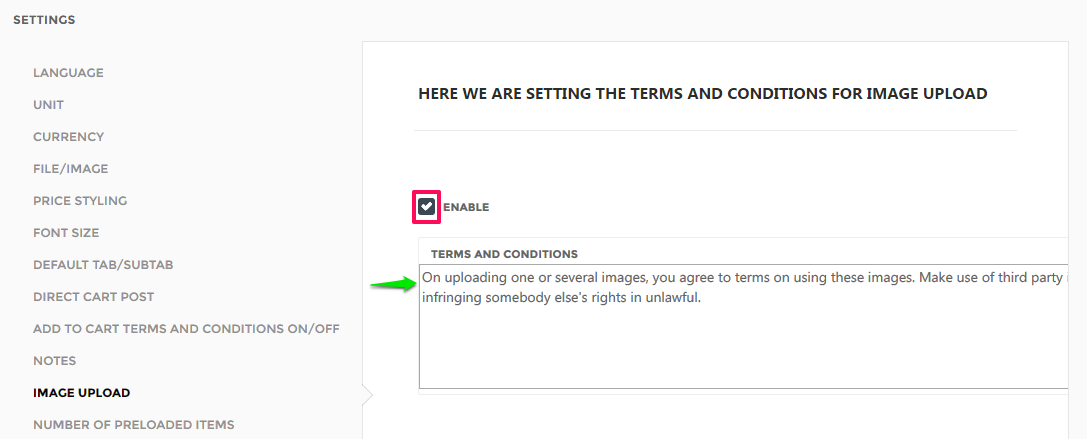 SETTINGS
LANGUAGE
UNIT
CURRENCY
FILE/IMAGE
PRICE STYLING
FONT SIZE
DEFAULT TAB/SUBTAB
DIRECT CART POST
ADD TO CART TERMS AND CONDITIONS ON/OFF
NOTES
IMAGE UPLOAD
NUMBER OF PRELOADED ITEMS
HERE WE ARE SETTING THE TERMS AND CONDITIONS FOR IMAGE UPLOAD
ENABLE
TERMS AND CONDITIONS
On uploading one or several images, you agree to terms on using these images. Make use of third party
infringing somebody else's rights in unlawful.